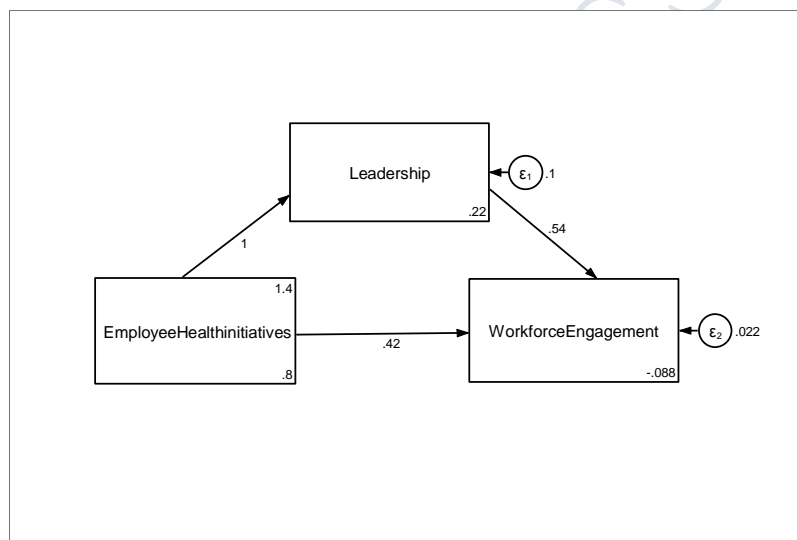 Leadership
.22
ε₁
.1
1
.54
1.4
EmployeeHealthinitiatives
.8
.42
WorkforceEngagement
-.088
ε₂
.022